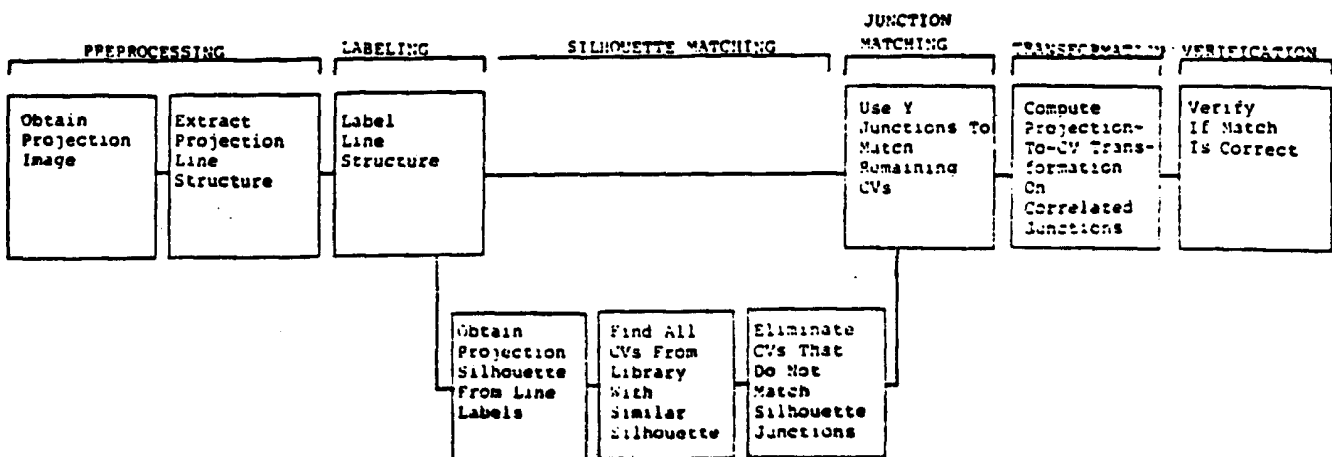 PREPROCESSING
LABELING
SILHOUETTE MATCHING
JUNCTION
MATCHING
TRANSFORMATION
VERIFICATION
Obtain
Projection
Image
Extract
Projection
Line
Structure
Label
Line
Structure
Use Y
Junctions To
Match
Remaining
CVs
Compute
Projection-
To-CV Trans-
formation
On
Correlated
Junctions
Verify
If Match
Is Correct
Obtain
Projection
Silhouette
From Line
Labels
Find All
CVs From
Library
With
Similar
Silhouette
Eliminate
CVs That
Do Not
Match
Silhouette
Junctions